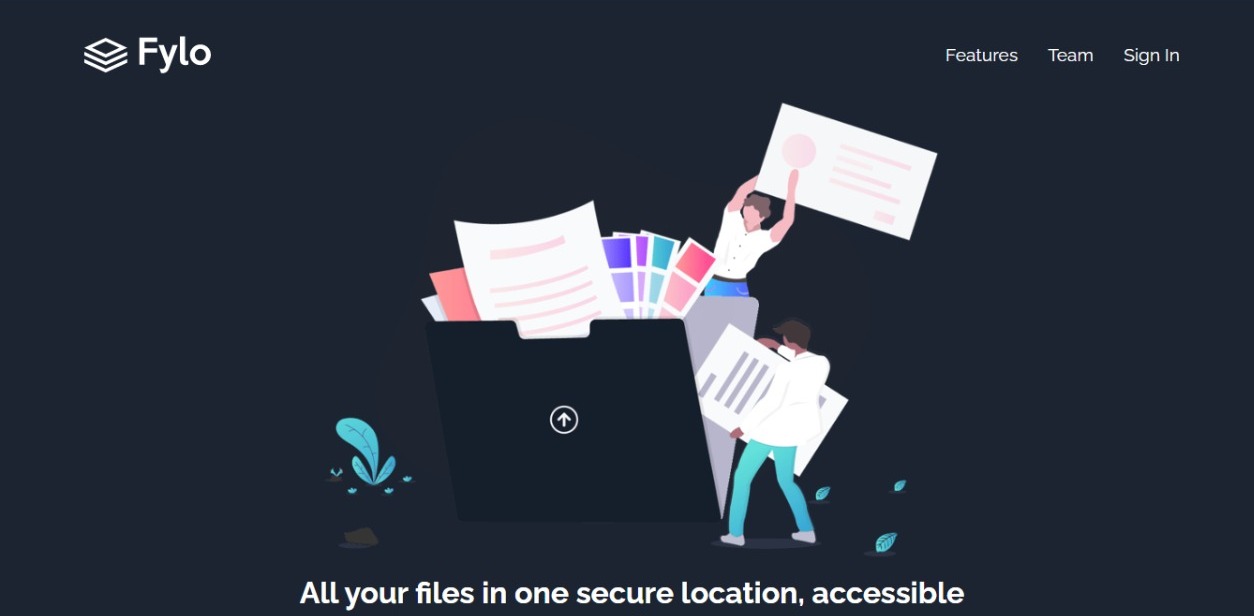 Fylo
Features Team Sign In
All your files in one secure location, accessible